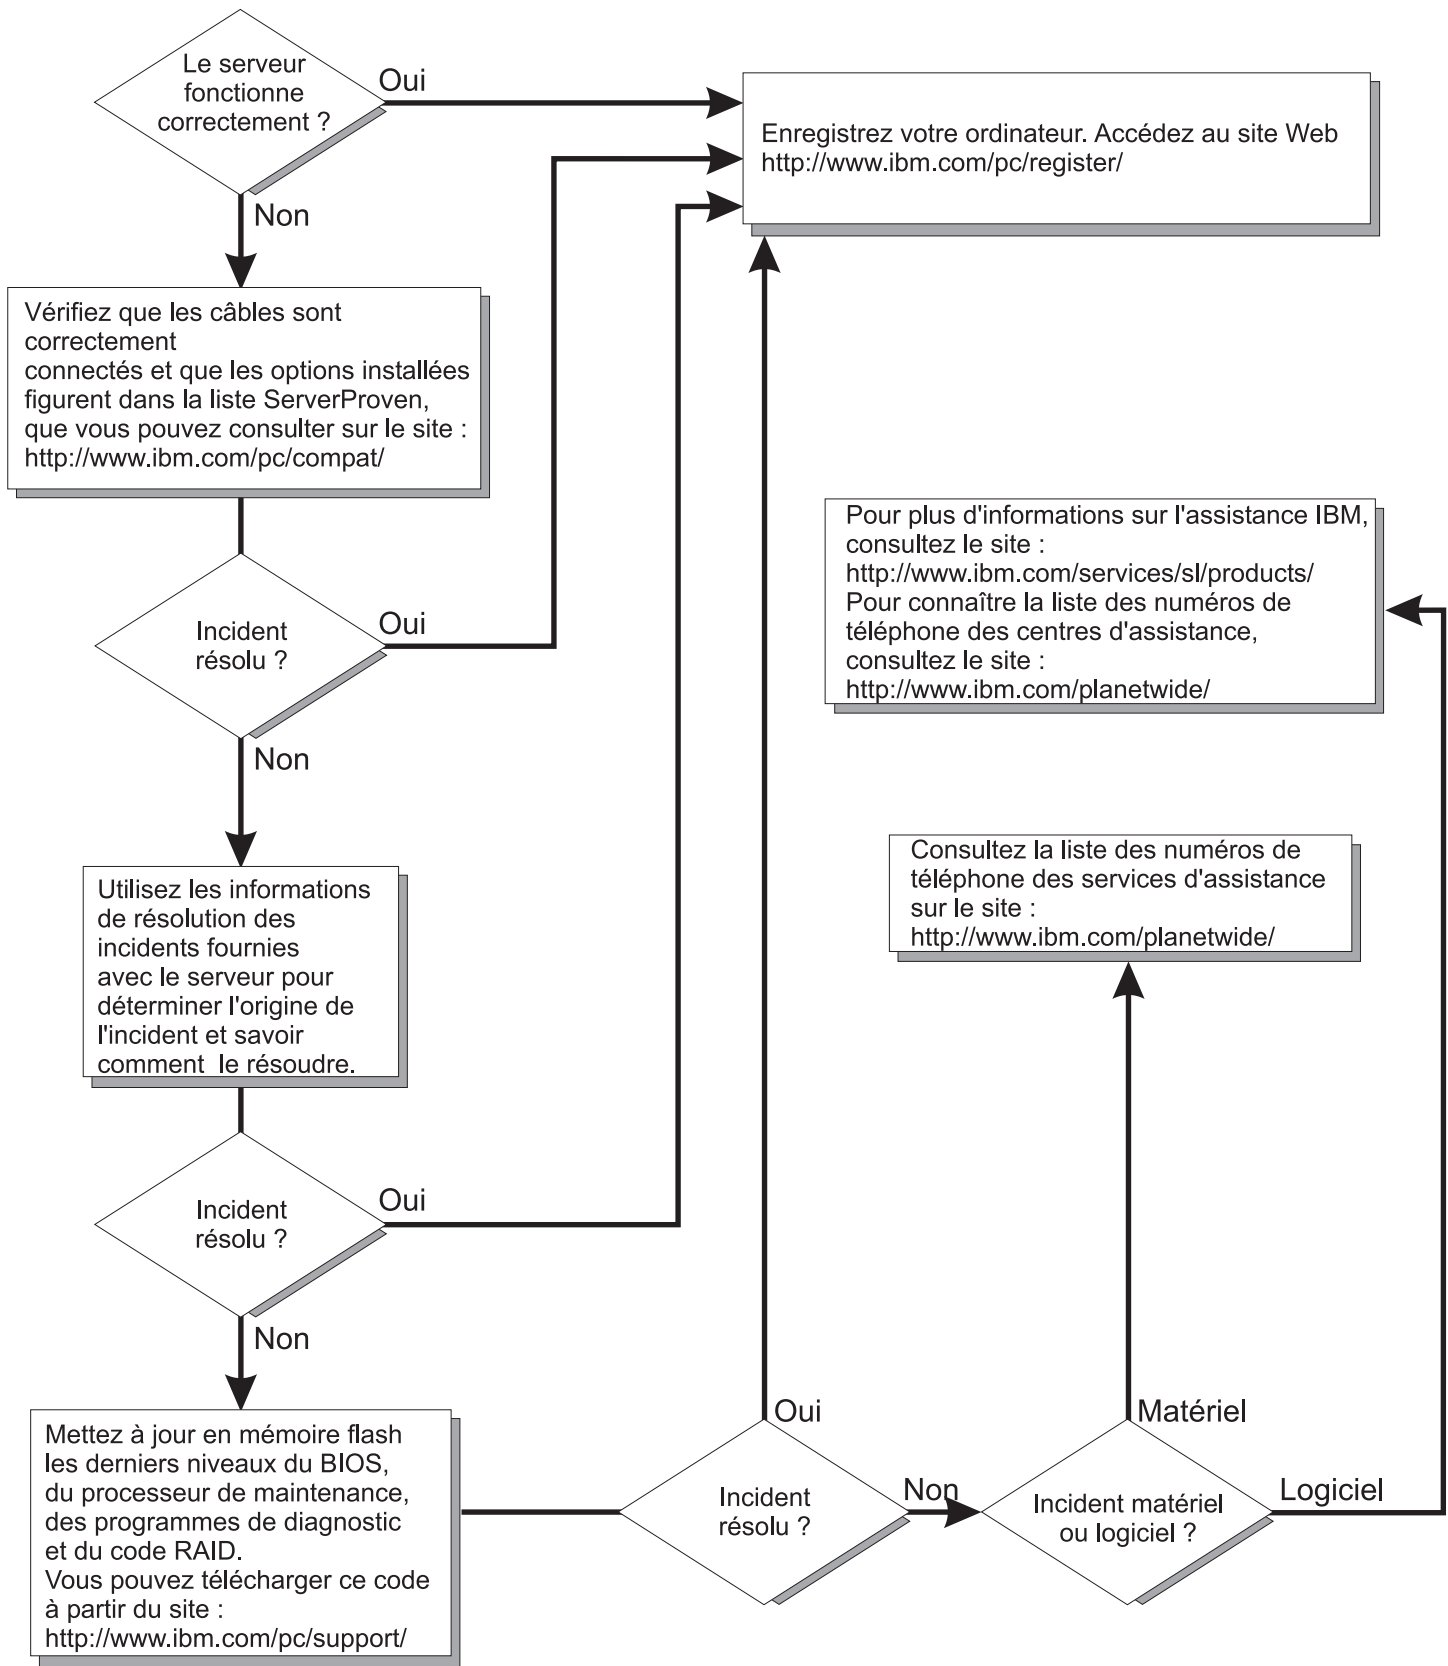 Le serveur
fonctionne
correctement ?
Oui
Enregistrez votre ordinateur. Accédez au site Web
http://www.ibm.com/pc/register/
Non
Vérifiez que les câbles sont
correctement
connectés et que les options installées
figurent dans la liste ServerProven,
que vous pouvez consulter sur le site :
http://www.ibm.com/pc/compat/
Incident
résolu ?
Oui
Pour plus d'informations sur l'assistance IBM,
consultez le site :
http://www.ibm.com/services/sl/products/
Pour connaître la liste des numéros de
téléphone des centres d'assistance,
consultez le site :
http://www.ibm.com/planetwide/
Non
Utilisez les informations
de résolution des
incidents fournies
avec le serveur pour
déterminer l'origine de
l'incident et savoir
comment le résoudre.
Consultez la liste des numéros de
téléphone des services d'assistance
sur le site :
http://www.ibm.com/planetwide/
Incident
résolu ?
Oui
Non
Mettez à jour en mémoire flash
les derniers niveaux du BIOS,
du processeur de maintenance,
des programmes de diagnostic
et du code RAID.
Vous pouvez télécharger ce code
à partir du site :
http://www.ibm.com/pc/support/
Incident
résolu ?
Oui
Non
Incident matériel
ou logiciel ?
Matériel
Logiciel